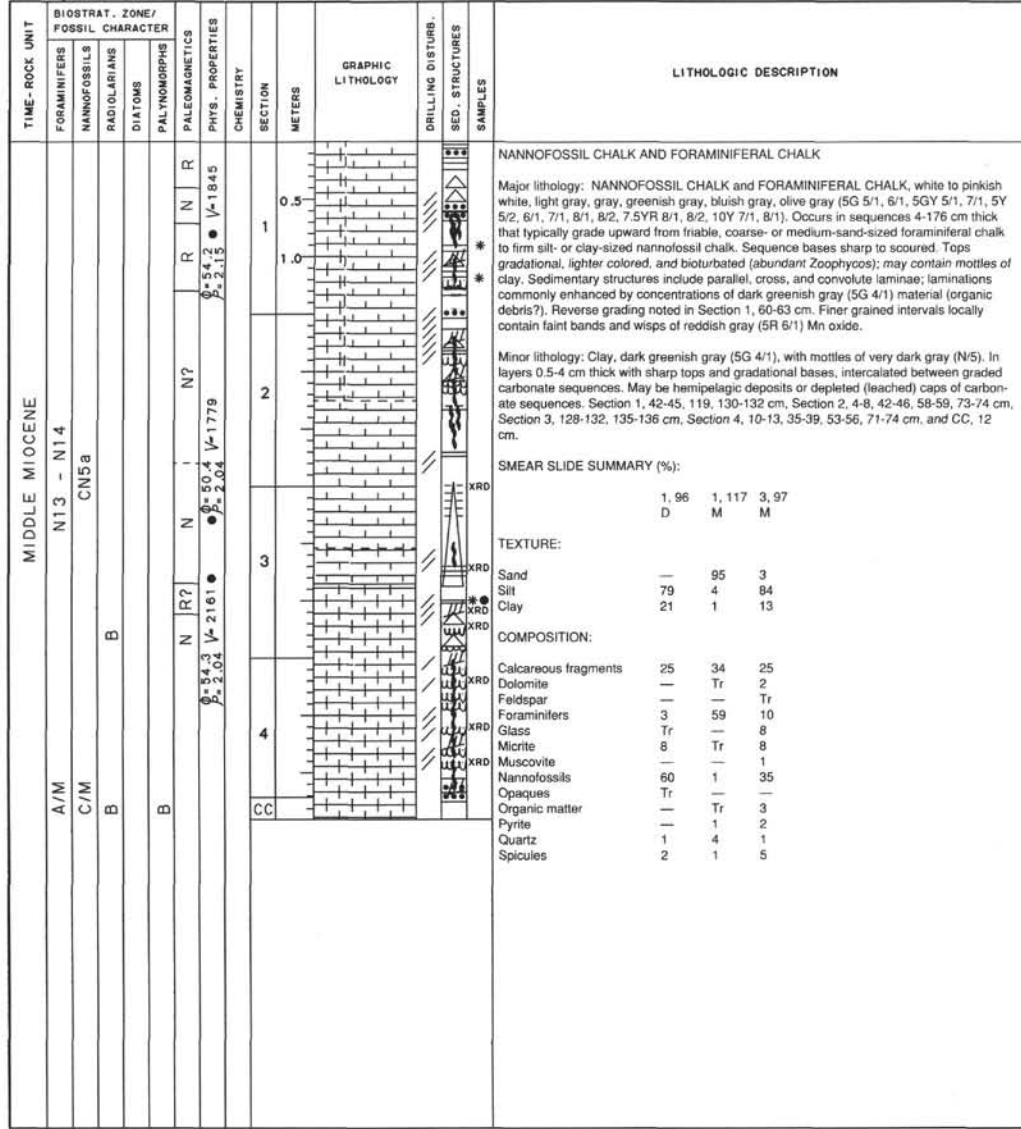 TIME-ROCK UNIT
BIOSTRAT. ZONE/
FOSSIL CHARACTER
FORAMINIFERS
NANNOFOSSILS
RADIOLARIANS
DIATOMS
PALYNOMORPHS
PALEOMAGNETICS
PHYS. PROPERTIES
CHEMISTRY
SECTION
METERS
GRAPHIC
LITHOLOGY
DRILLING DISTURB.
SED. STRUCTURES
SAMPLES
LITHOLOGIC DESCRIPTION
MIDDLE MIOCENE
N13 - N14
A/M
CN5a
C/M
B
B
B
R
N
R
N?
N
R?
N
Φ=54.2 ● V=1845
P=2.15
Φ=50.4 V=1779
● P=2.04
Φ=54.3 V=2161 ●
P=2.04
1
2
3
4
CC
0.5
1.0
*
*
XRD
XRD
*●
XRD
XRD
XRD
XRD
XRD
NANNOFOSSIL CHALK AND FORAMINIFERAL CHALK
Major lithology: NANNOFOSSIL CHALK and FORAMINIFERAL CHALK, white to pinkish
white, light gray, gray, greenish gray, bluish gray, olive gray (5G 5/1, 6/1, 5GY 5/1, 7/1, 5Y
5/2, 6/1, 7/1, 8/1, 8/2, 7.5YR 8/1, 8/2, 10Y 7/1, 8/1). Occurs in sequences 4-176 cm thick
that typically grade upward from friable, coarse- or medium-sand-sized foraminiferal chalk
to firm silt- or clay-sized nannofossil chalk. Sequence bases sharp to scoured. Tops
gradational, lighter colored, and bioturbated (abundant Zoophycos); may contain mottles of
clay. Sedimentary structures include parallel, cross, and convolute laminae; laminations
commonly enhanced by concentrations of dark greenish gray (5G 4/1) material (organic
debris?). Reverse grading noted in Section 1, 60-63 cm. Finer grained intervals locally
contain faint bands and wisps of reddish gray (5R 6/1) Mn oxide.
Minor lithology: Clay, dark greenish gray (5G 4/1), with mottles of very dark gray (N/5). In
layers 0.5-4 cm thick with sharp tops and gradational bases, intercalated between graded
carbonate sequences. May be hemipelagic deposits or depleted (leached) caps of carbon-
ate sequences. Section 1, 42-45, 119, 130-132 cm, Section 2, 4-8, 42-46, 58-59, 73-74 cm,
Section 3, 128-132, 135-136 cm, Section 4, 10-13, 35-39, 53-56, 71-74 cm, and CC, 12
cm.
SMEAR SLIDE SUMMARY (%):
1, 96 1, 117 3, 97
D M M
TEXTURE:
Sand — 95 3
Silt 79 4 84
Clay 21 1 13
COMPOSITION:
Calcareous fragments 25 34 25
Dolomite — Tr 2
Feldspar — — Tr
Foraminifers 3 59 10
Glass Tr — 8
Micrite 8 Tr 8
Muscovite — — 1
Nannofossils 60 1 35
Opaques Tr — —
Organic matter — Tr 3
Pyrite — 1 2
Quartz 1 4 1
Spicules 2 1 5